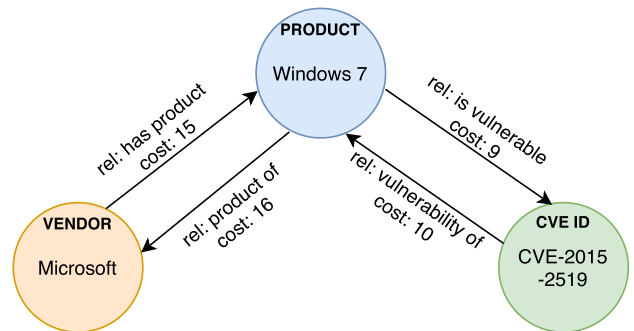 PRODUCT
Windows 7
rel: has product
cost: 15
rel: is vulnerable
cost: 9
rel: product of
cost: 16
rel: vulnerability of
cost: 10
VENDOR
Microsoft
CVE ID
CVE-2015
-2519